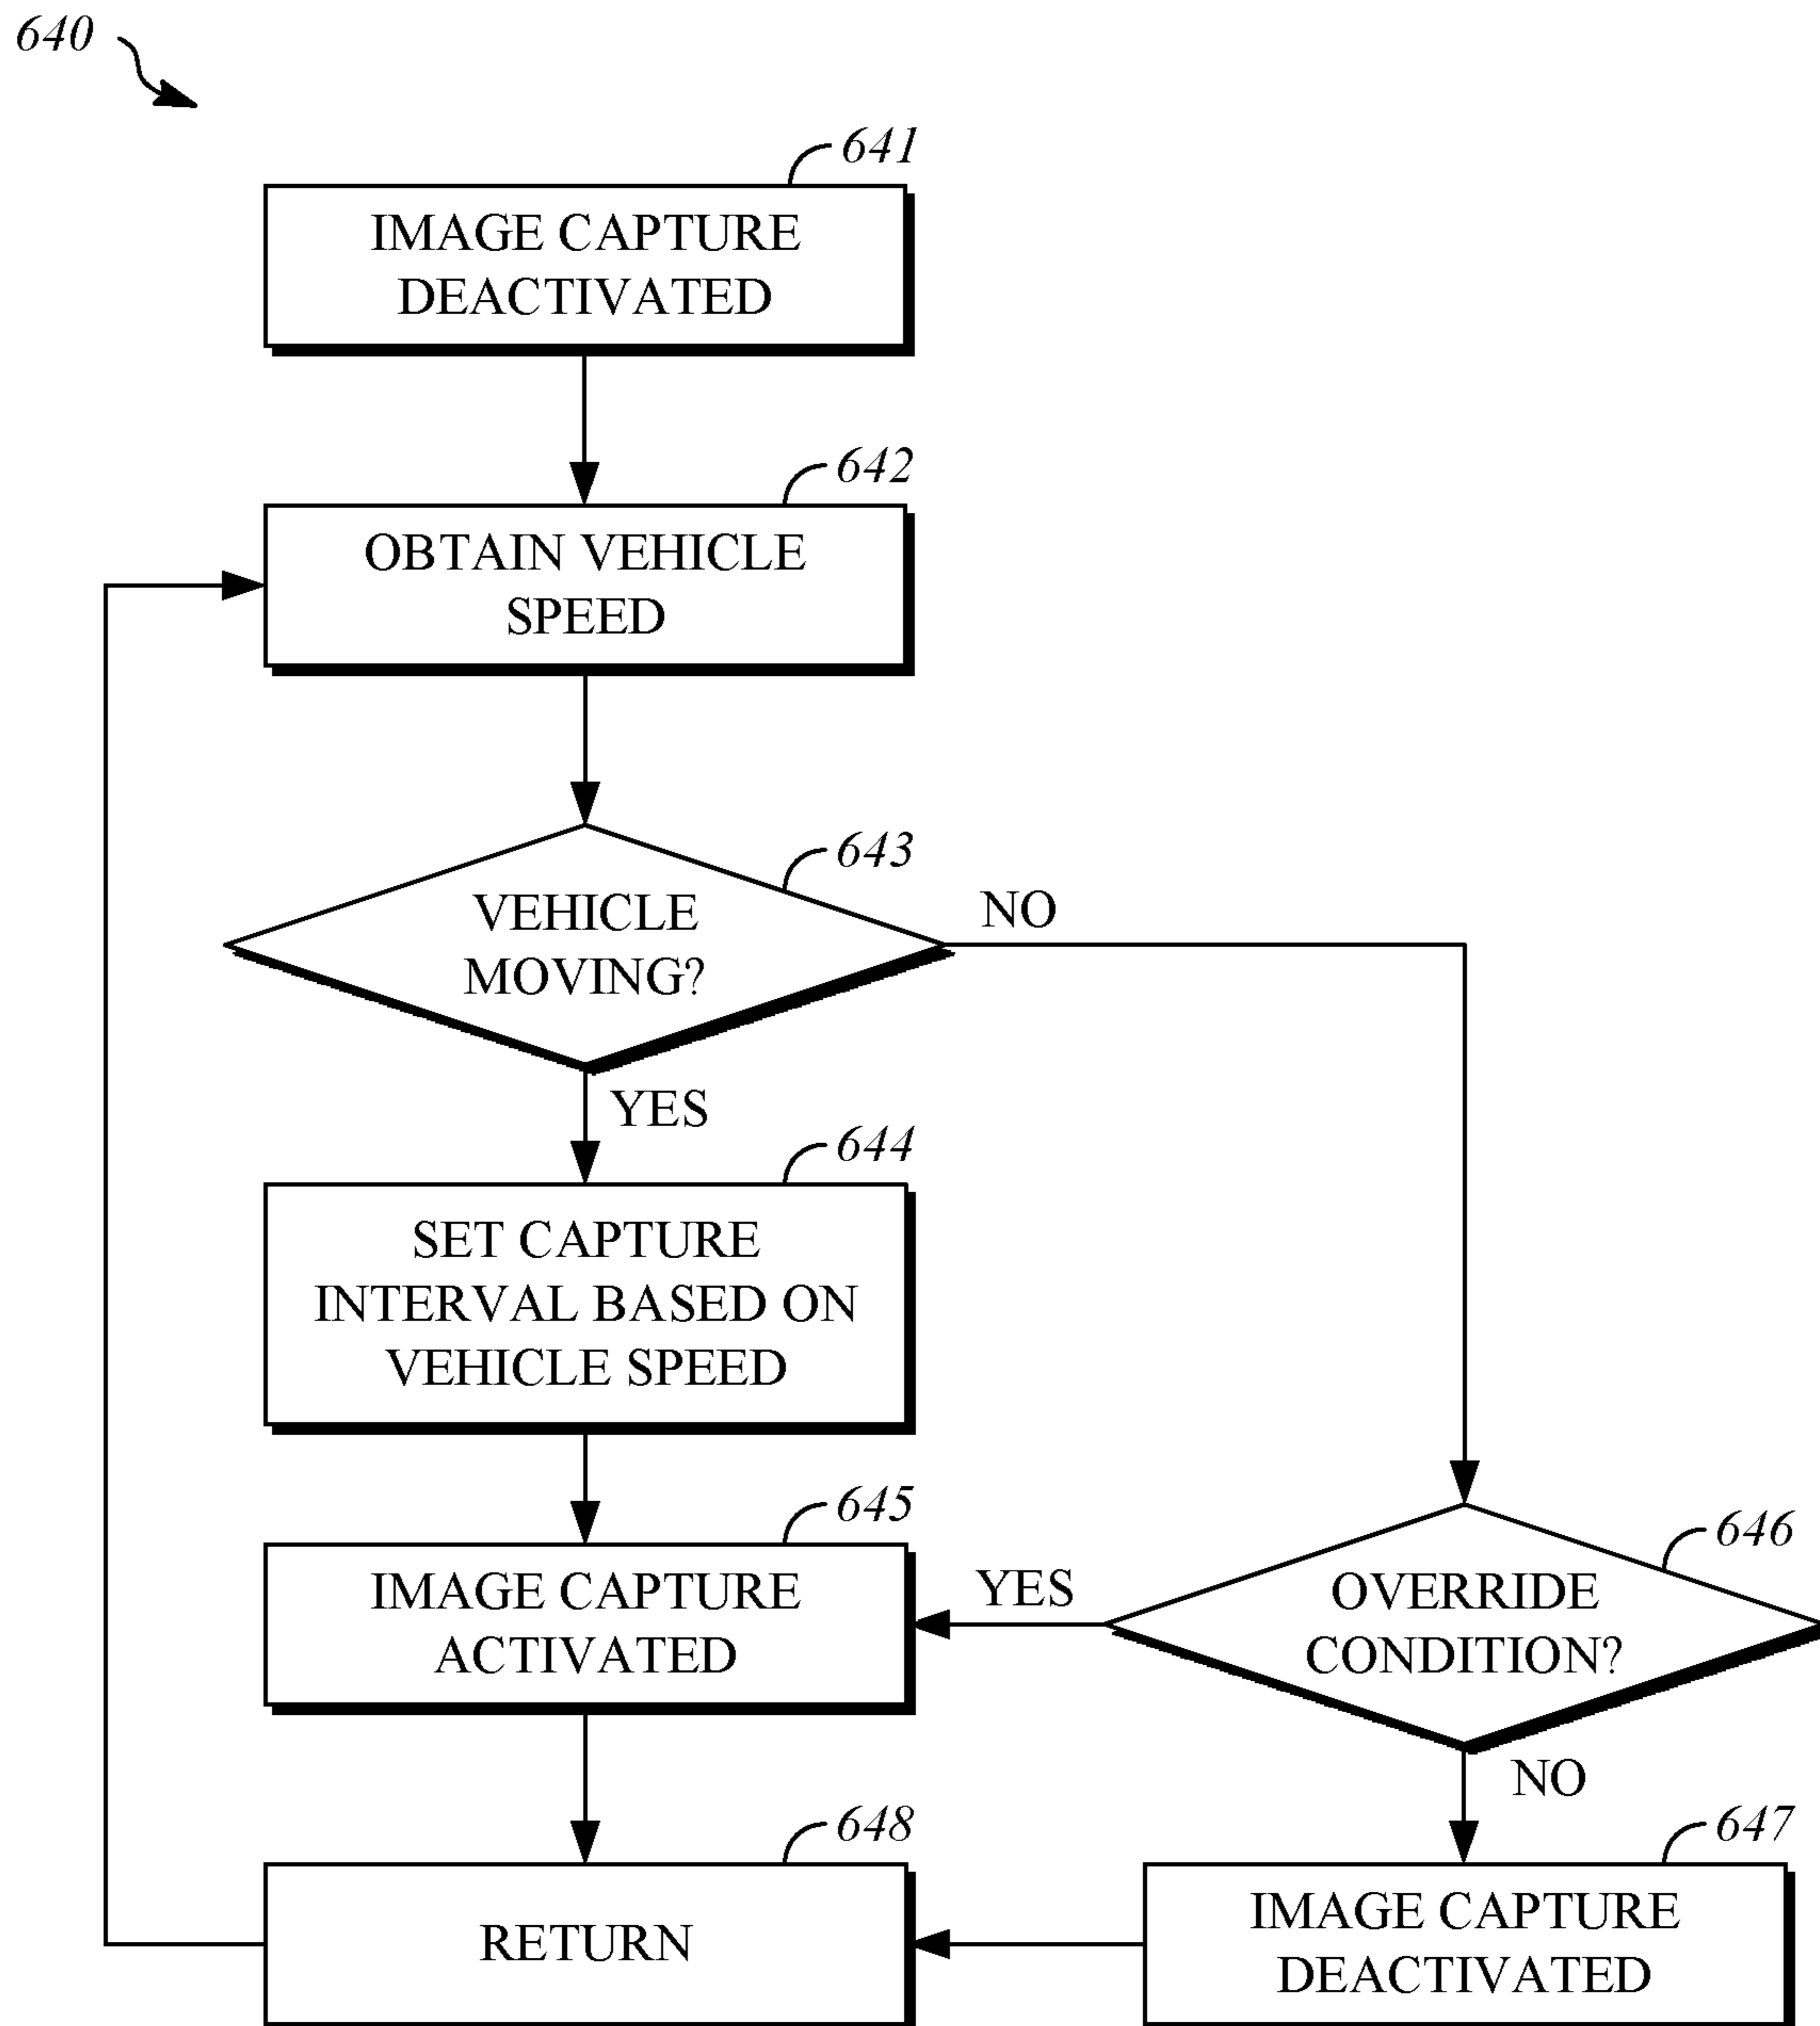 640
641
IMAGE CAPTURE
DEACTIVATED
642
OBTAIN VEHICLE
SPEED
643
VEHICLE
MOVING?
NO
YES
644
SET CAPTURE
INTERVAL BASED ON
VEHICLE SPEED
645
IMAGE CAPTURE
ACTIVATED
YES
646
OVERRIDE
CONDITION?
NO
648
RETURN
647
IMAGE CAPTURE
DEACTIVATED